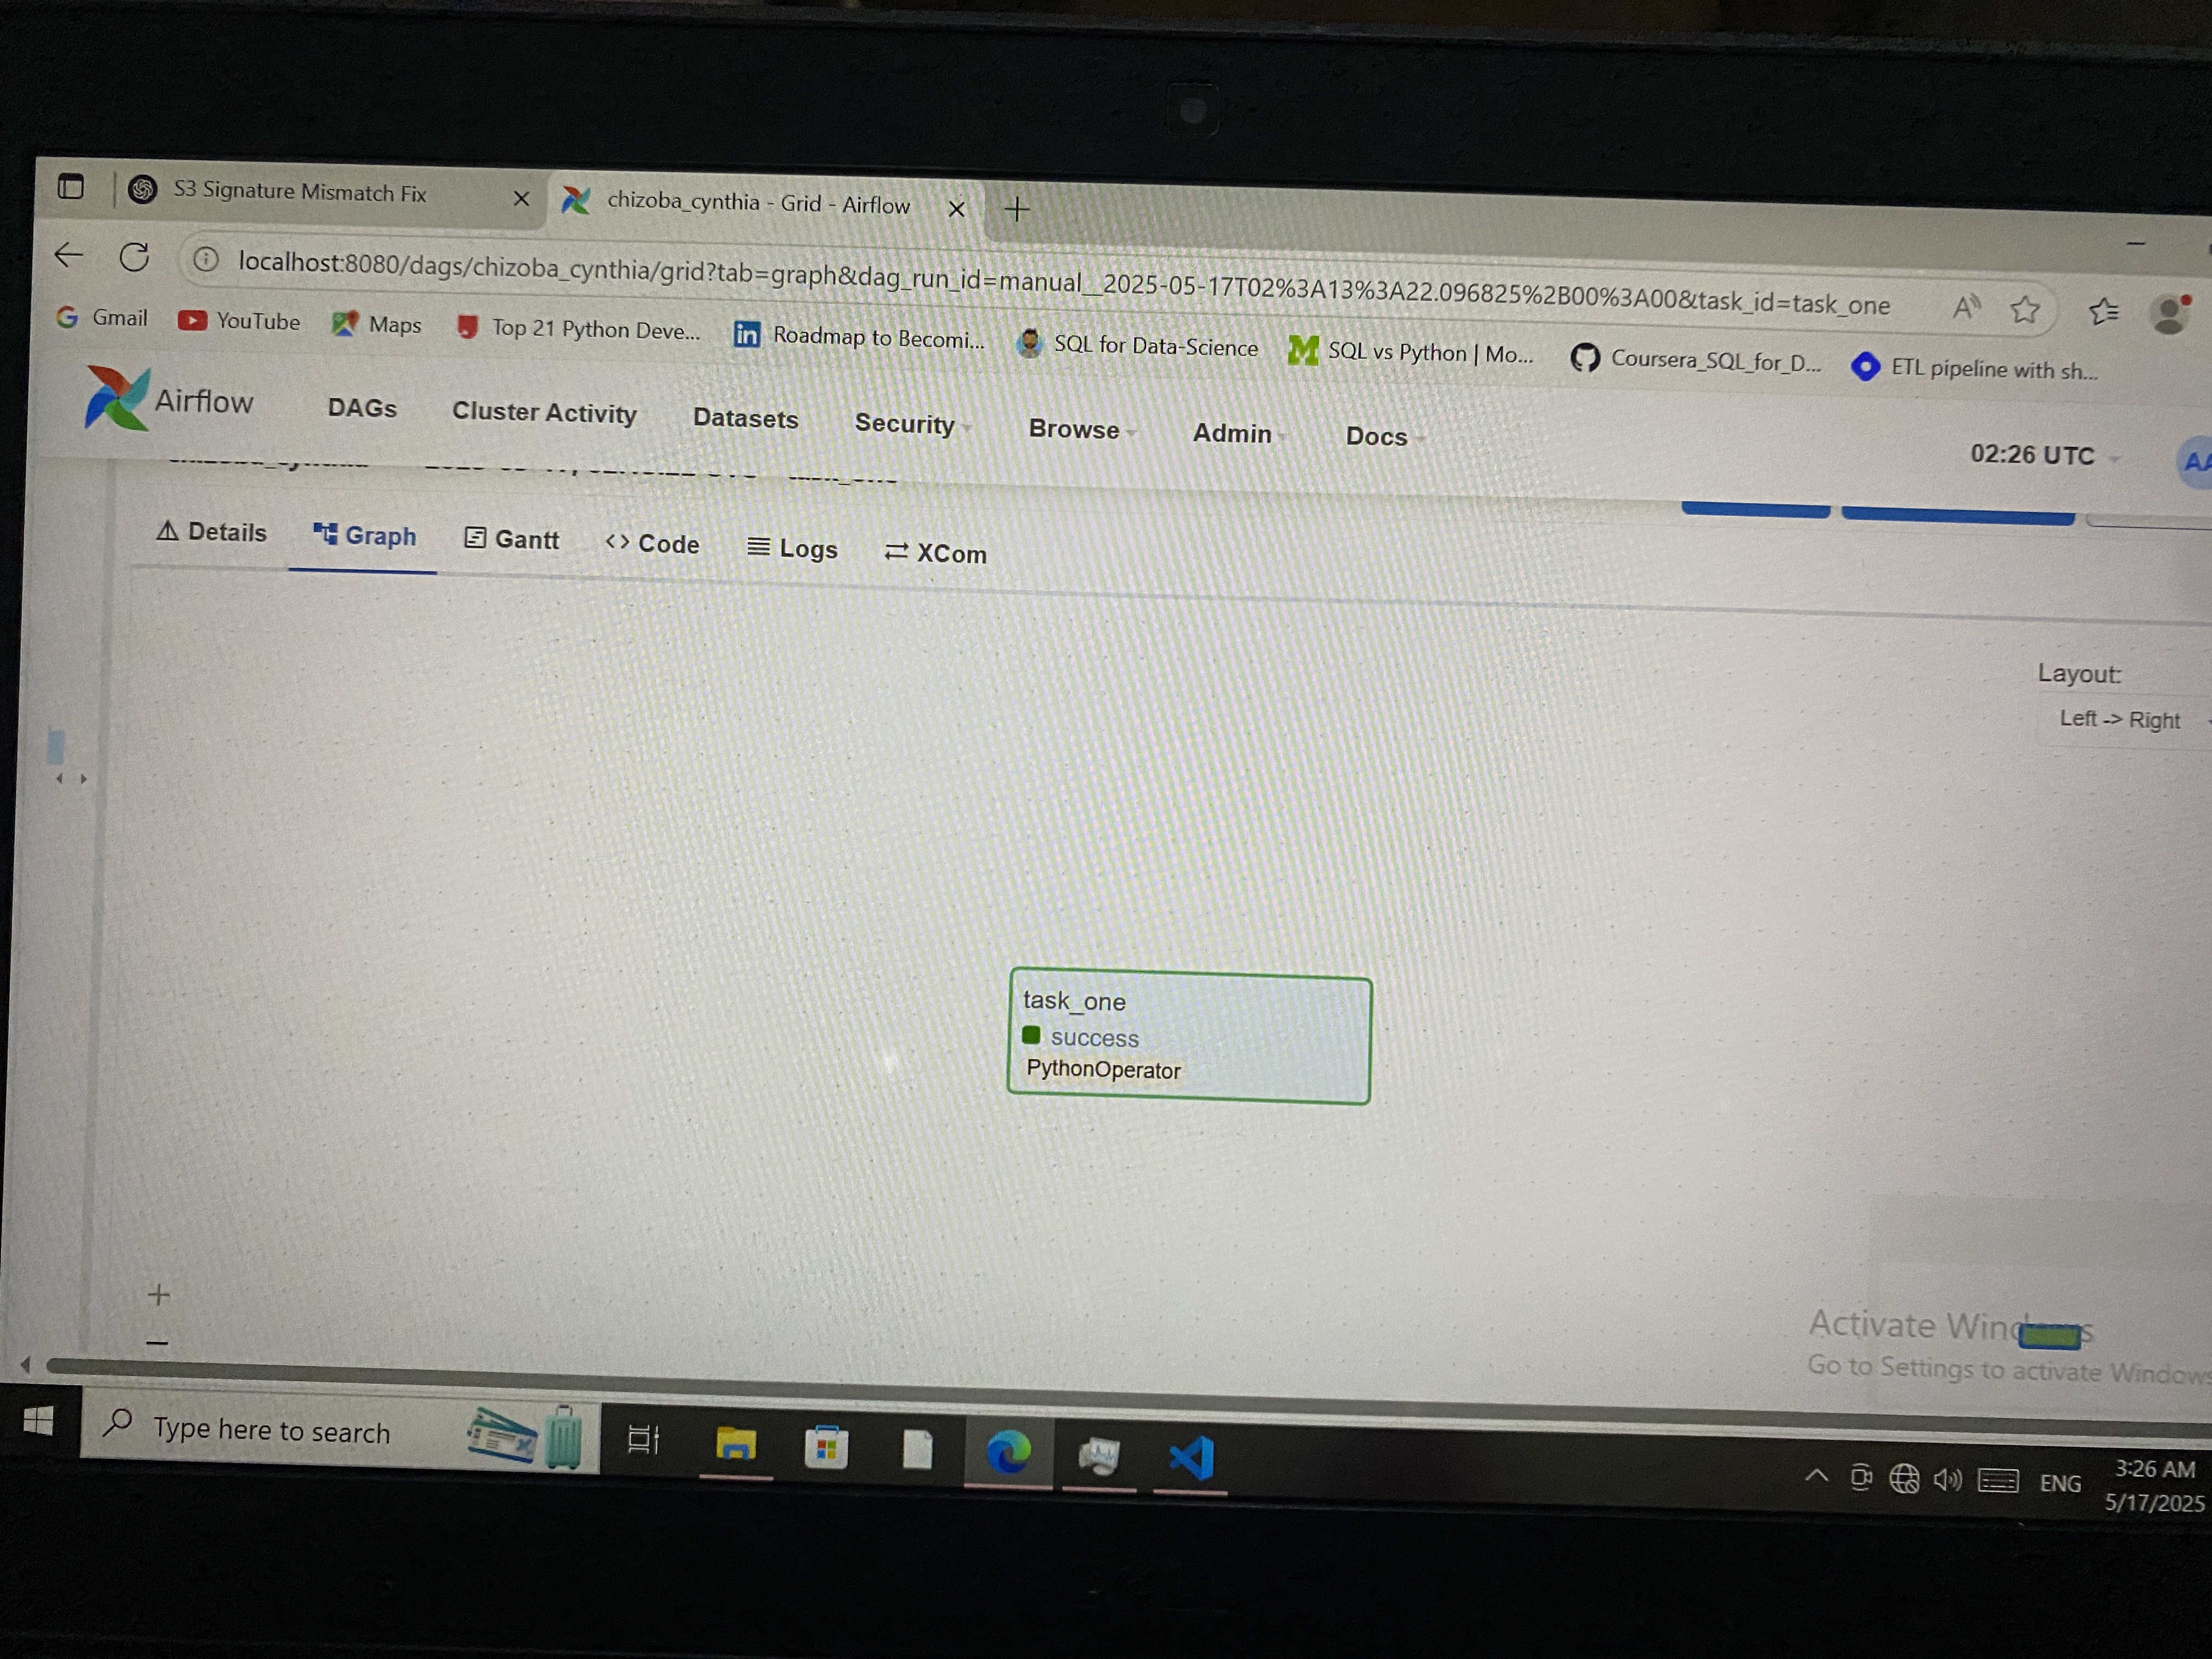 S3 Signature Mismatch Fix
chizoba_cynthia - Grid - Airflow
localhost:8080/dags/chizoba_cynthia/grid?tab=graph&dag_run_id=manual__2025-05-17T02%3A13%3A22.096825%2B00%3A00&task_id=task_one
Gmail YouTube Maps Top 21 Python Deve... Roadmap to Becomi... SQL for Data-Science SQL vs Python | Mo... Coursera_SQL_for_D... ETL pipeline with sh...
Airflow DAGs Cluster Activity Datasets Security Browse Admin Docs 02:26 UTC AA
Details Graph Gantt Code Logs XCom
Layout:
Left -> Right
task_one
success
PythonOperator
Activate Windows
Go to Settings to activate Windows
Type here to search
ENG
3:26 AM
5/17/2025